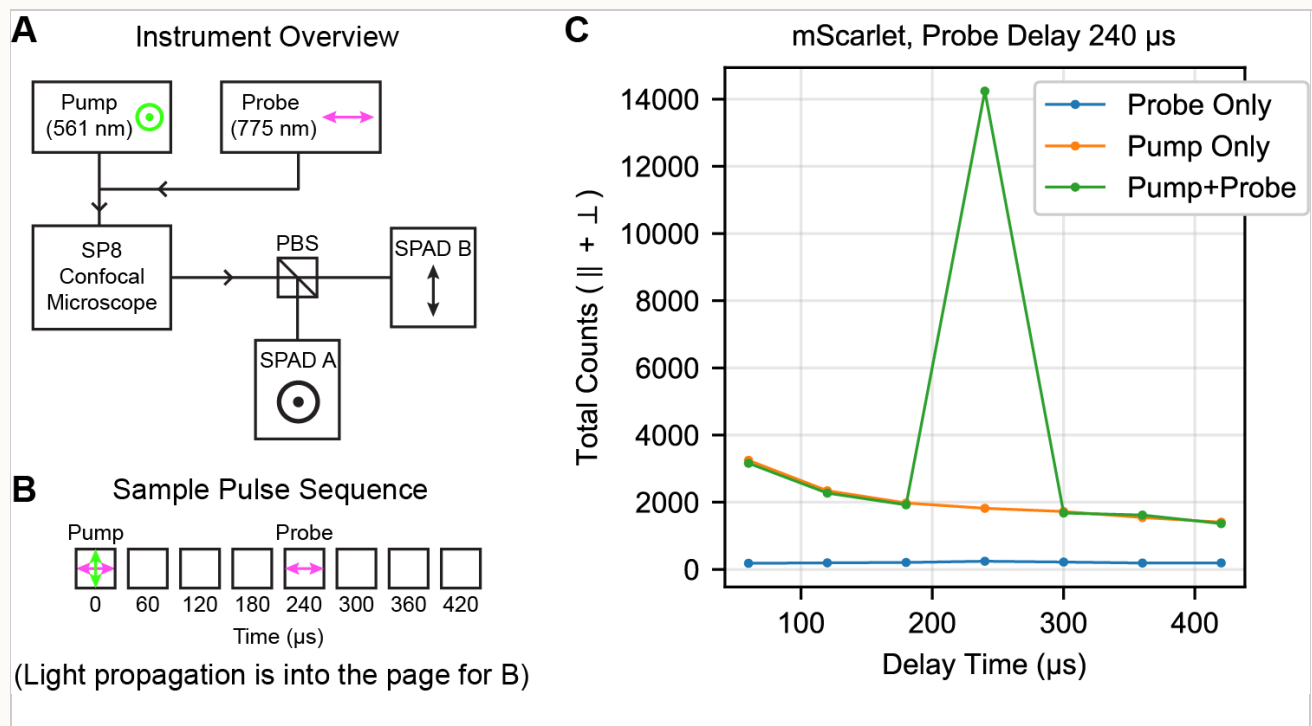 A
Instrument Overview
Pump
(561 nm)
Probe
(775 nm)
SP8
Confocal
Microscope
PBS
SPAD B
SPAD A
B
Sample Pulse Sequence
Pump
Probe
0 60 120 180 240 300 360 420
Time (µs)
(Light propagation is into the page for B)
C
mScarlet, Probe Delay 240 µs
Total Counts ( ∥ + ⊥ )
14000
12000
10000
8000
6000
4000
2000
0
Probe Only
Pump Only
Pump+Probe
100 200 300 400
Delay Time (µs)